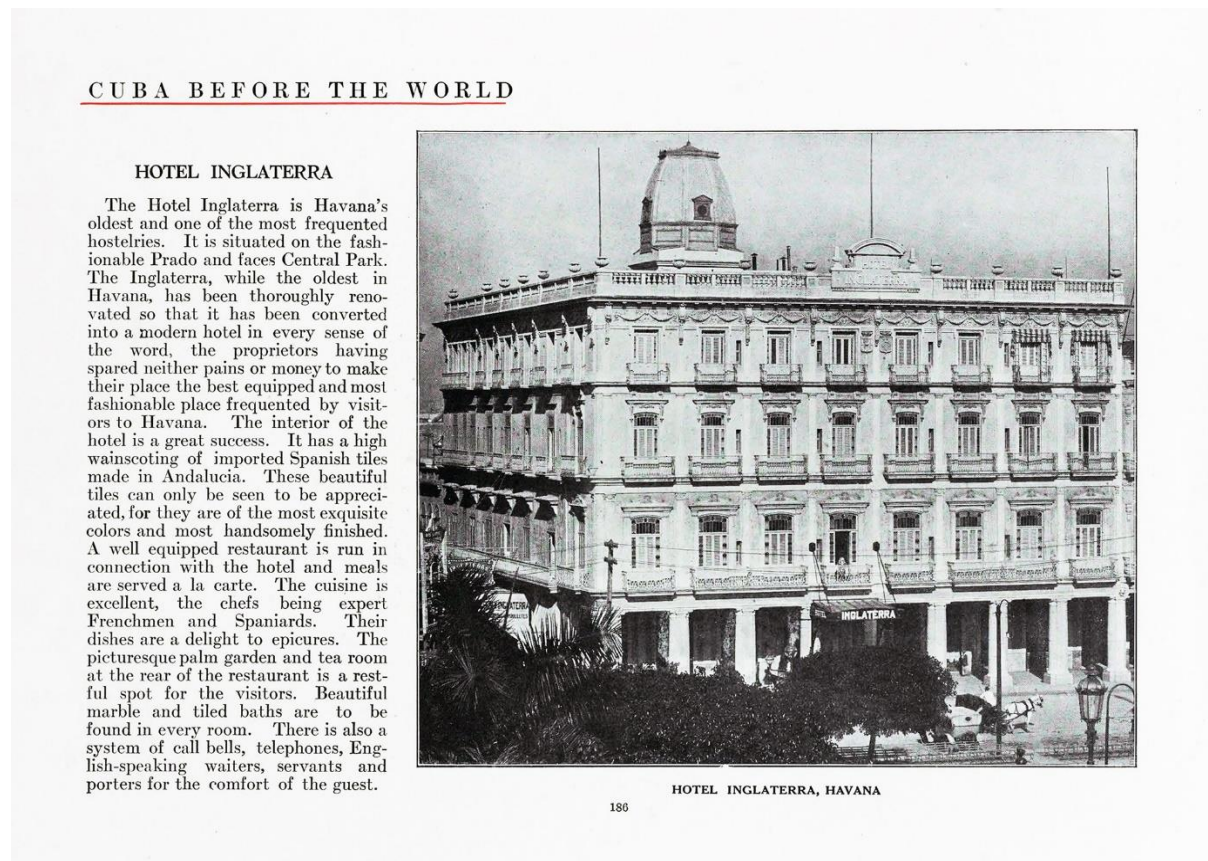 CUBA BEFORE THE WORLD
HOTEL INGLATERRA
The Hotel Inglaterra is Havana's
oldest and one of the most frequented
hostelries. It is situated on the fash-
ionable Prado and faces Central Park.
The Inglaterra, while the oldest in
Havana, has been thoroughly reno-
vated so that it has been converted
into a modern hotel in every sense of
the word, the proprietors having
spared neither pains or money to make
their place the best equipped and most
fashionable place frequented by visit-
ors to Havana. The interior of the
hotel is a great success. It has a high
wainscoting of imported Spanish tiles
made in Andalucia. These beautiful
tiles can only be seen to be appreci-
ated, for they are of the most exquisite
colors and most handsomely finished.
A well equipped restaurant is run in
connection with the hotel and meals
are served a la carte. The cuisine is
excellent, the chefs being expert
Frenchmen and Spaniards. Their
dishes are a delight to epicures. The
picturesque palm garden and tea room
at the rear of the restaurant is a rest-
ful spot for the visitors. Beautiful
marble and tiled baths are to be
found in every room. There is also a
system of call bells, telephones, Eng-
lish-speaking waiters, servants and
porters for the comfort of the guest.
INGLATERRA
HOTEL INGLATERRA, HAVANA
186